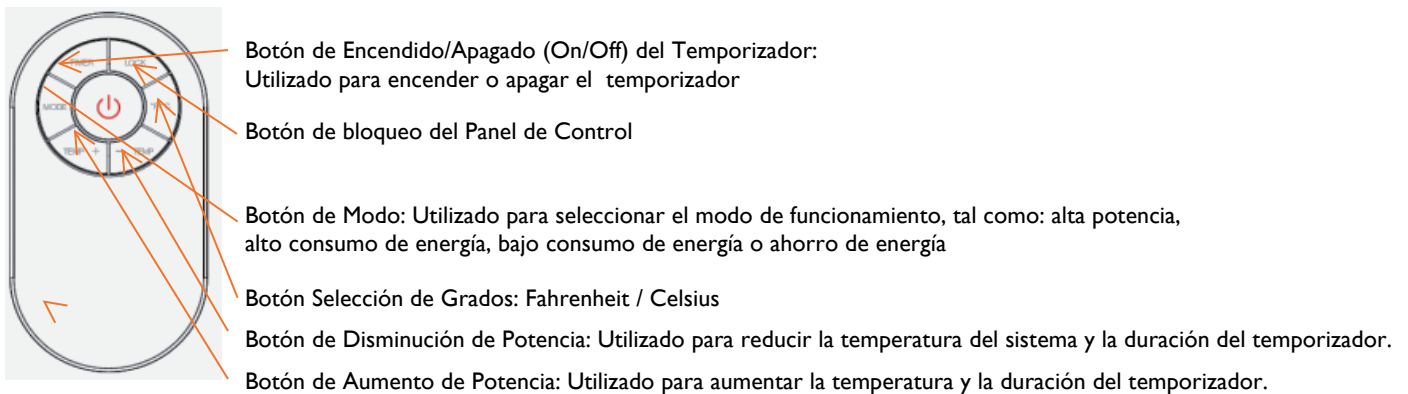 TIMER LOCK
Botón de Encendido/Apagado (On/Off) del Temporizador:
Utilizado para encender o apagar el temporizador
MODE
Botón de bloqueo del Panel de Control
TEMP + − TEMP
Botón de Modo: Utilizado para seleccionar el modo de funcionamiento, tal como: alta potencia,
alto consumo de energía, bajo consumo de energía o ahorro de energía
Botón Selección de Grados: Fahrenheit / Celsius
Botón de Disminución de Potencia: Utilizado para reducir la temperatura del sistema y la duración del temporizador.
Botón de Aumento de Potencia: Utilizado para aumentar la temperatura y la duración del temporizador.